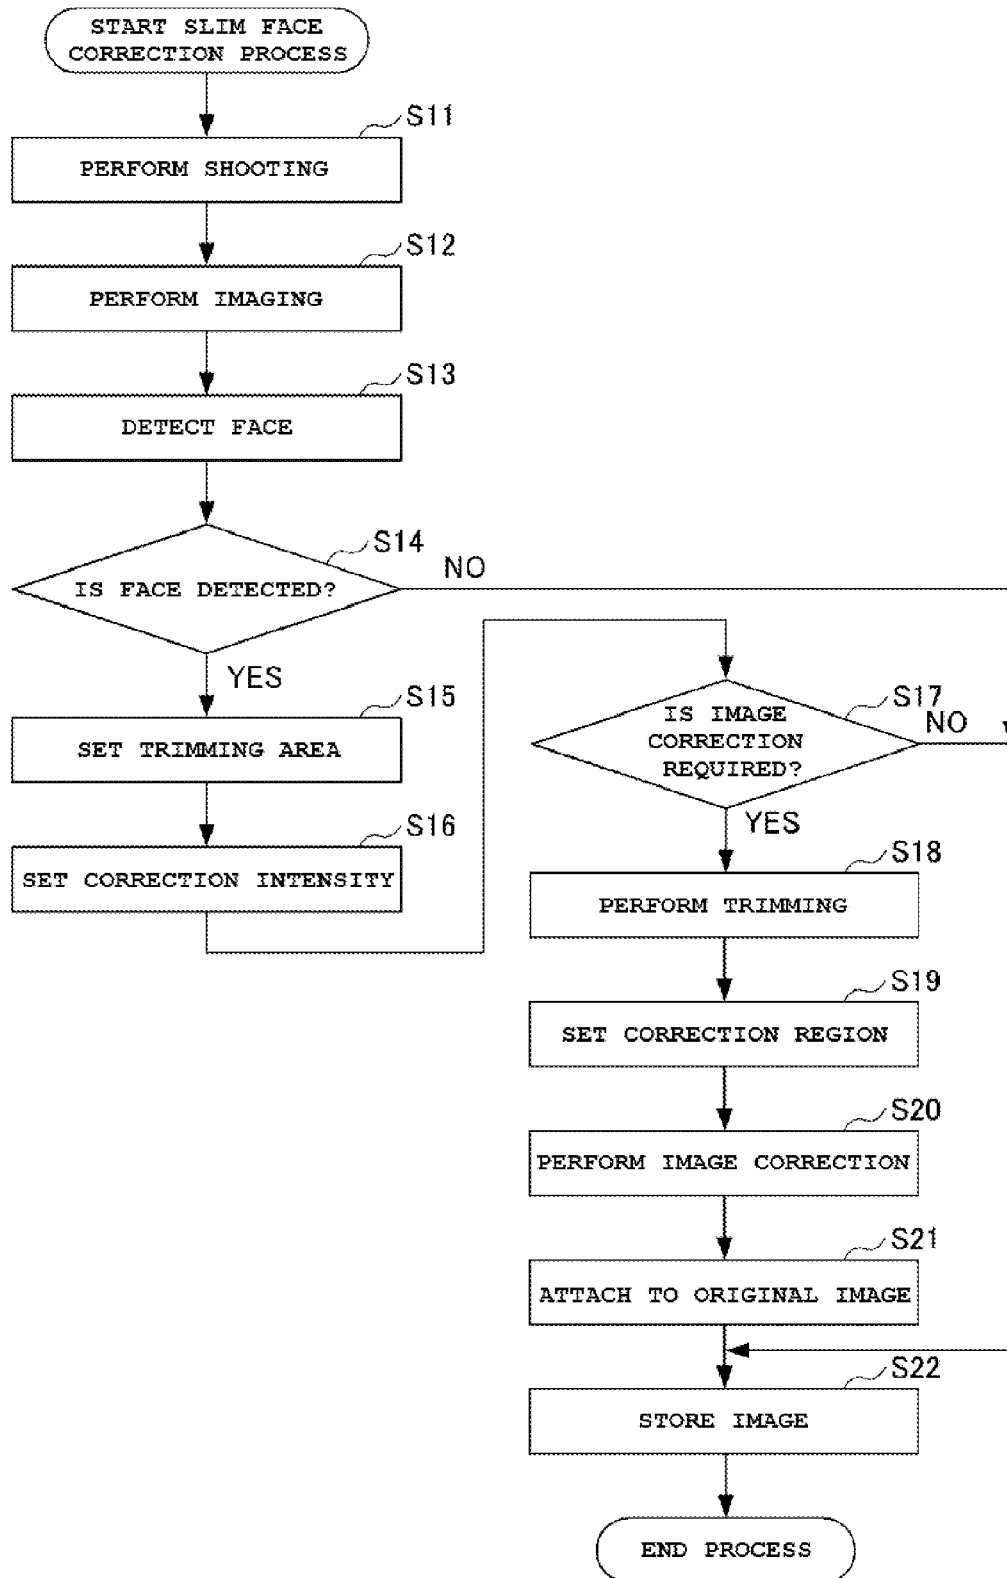 START SLIM FACE
CORRECTION PROCESS
S11
PERFORM SHOOTING
S12
PERFORM IMAGING
S13
DETECT FACE
S14
IS FACE DETECTED?
NO
YES
S15
SET TRIMMING AREA
S16
SET CORRECTION INTENSITY
S17
IS IMAGE
CORRECTION
REQUIRED?
NO
YES
S18
PERFORM TRIMMING
S19
SET CORRECTION REGION
S20
PERFORM IMAGE CORRECTION
S21
ATTACH TO ORIGINAL IMAGE
S22
STORE IMAGE
END PROCESS